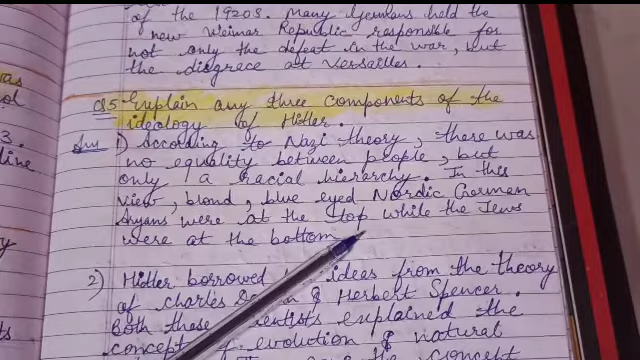 of the 1920s. Many Germans held the
new Weimar Republic responsible for
not only the defeat in the war, but
the disgrace at Versailles.
Q5 Explain any three components of the
ideology of Hitler.
Ans 1) According to Nazi theory, there was
no equality between people, but
only a racial hierarchy. In this
view, blond, blue eyed Nordic German
Aryans were at the top while the Jews
were at the bottom
2) Hitler borrowed ideas from the theory
of Charles & Herbert Spencer.
Both these explained the
concept of evolution & natural
the concept